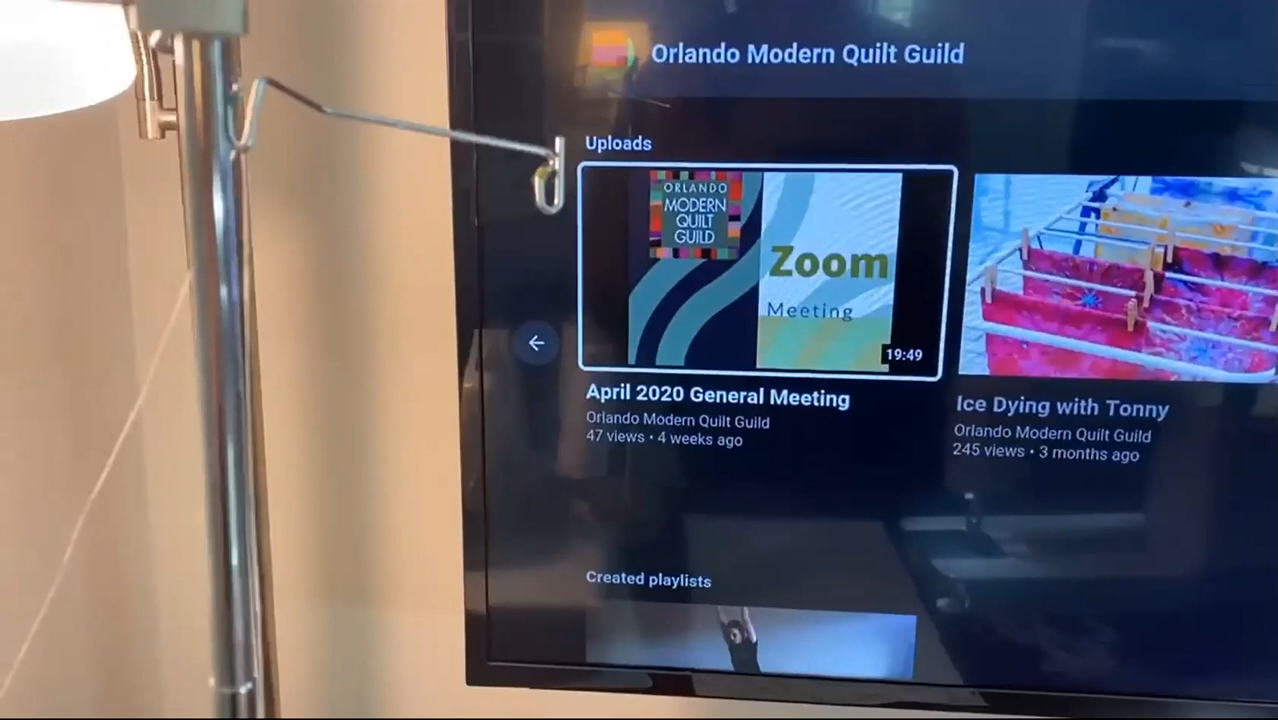 Orlando Modern Quilt Guild
Uploads
ORLANDO
MODERN
QUILT
GUILD
Zoom
Meeting
19:49
April 2020 General Meeting
Orlando Modern Quilt Guild
47 views • 4 weeks ago
Ice Dying with Tonny
Orlando Modern Quilt Guild
245 views • 3 months ago
Created playlists